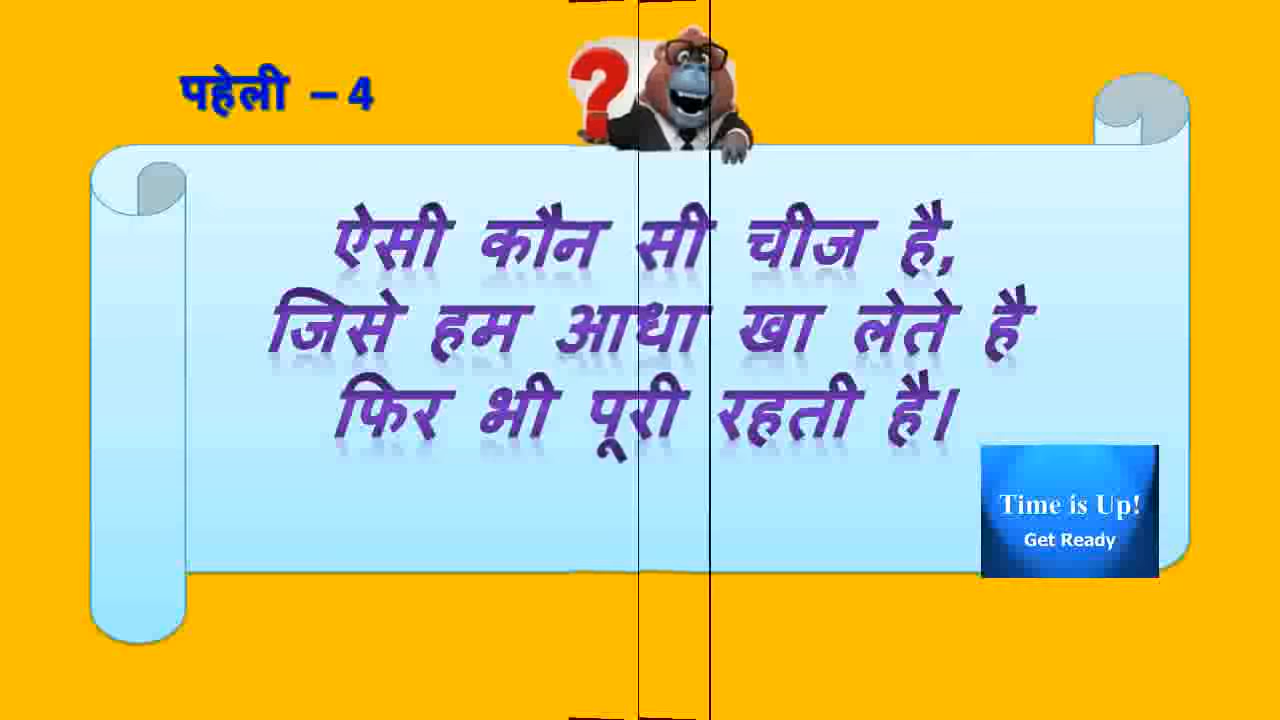 पहेली – 4
ऐसी कौन सी चीज है,
जिसे हम आधा खा लेते है
फिर भी पूरी रहती है।
Time is Up!
Get Ready